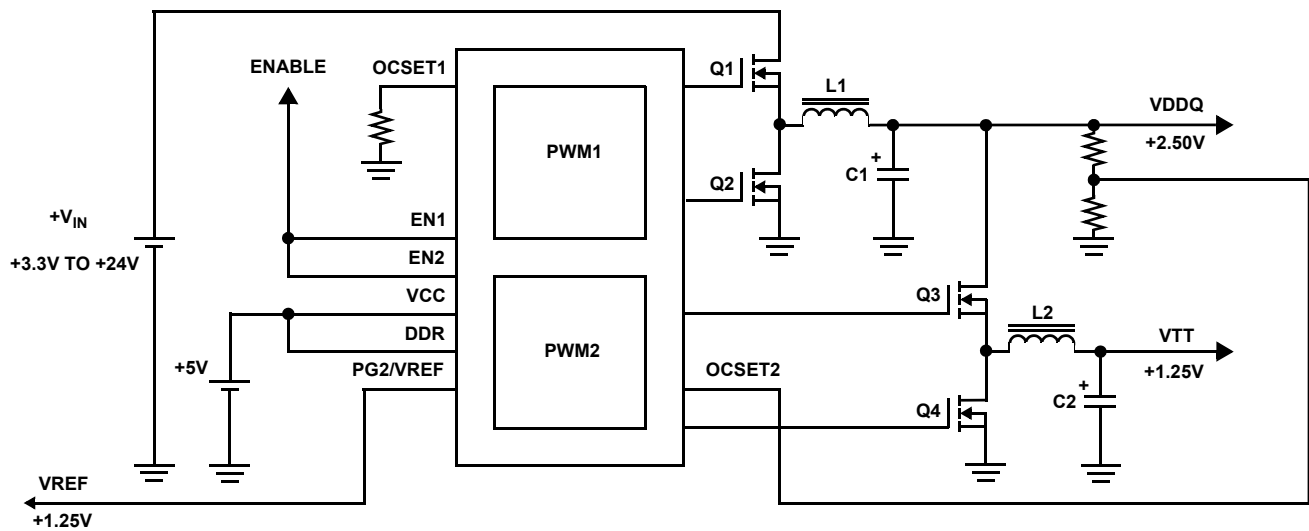 ENABLE
OCSET1
Q1
L1
VDDQ
+2.50V
PWM1
Q2
C1
+
+VIN
+3.3V TO +24V
EN1
EN2
VCC
DDR
PG2/VREF
+5V
PWM2
OCSET2
Q3
L2
VTT
+1.25V
Q4
C2
+
VREF
+1.25V